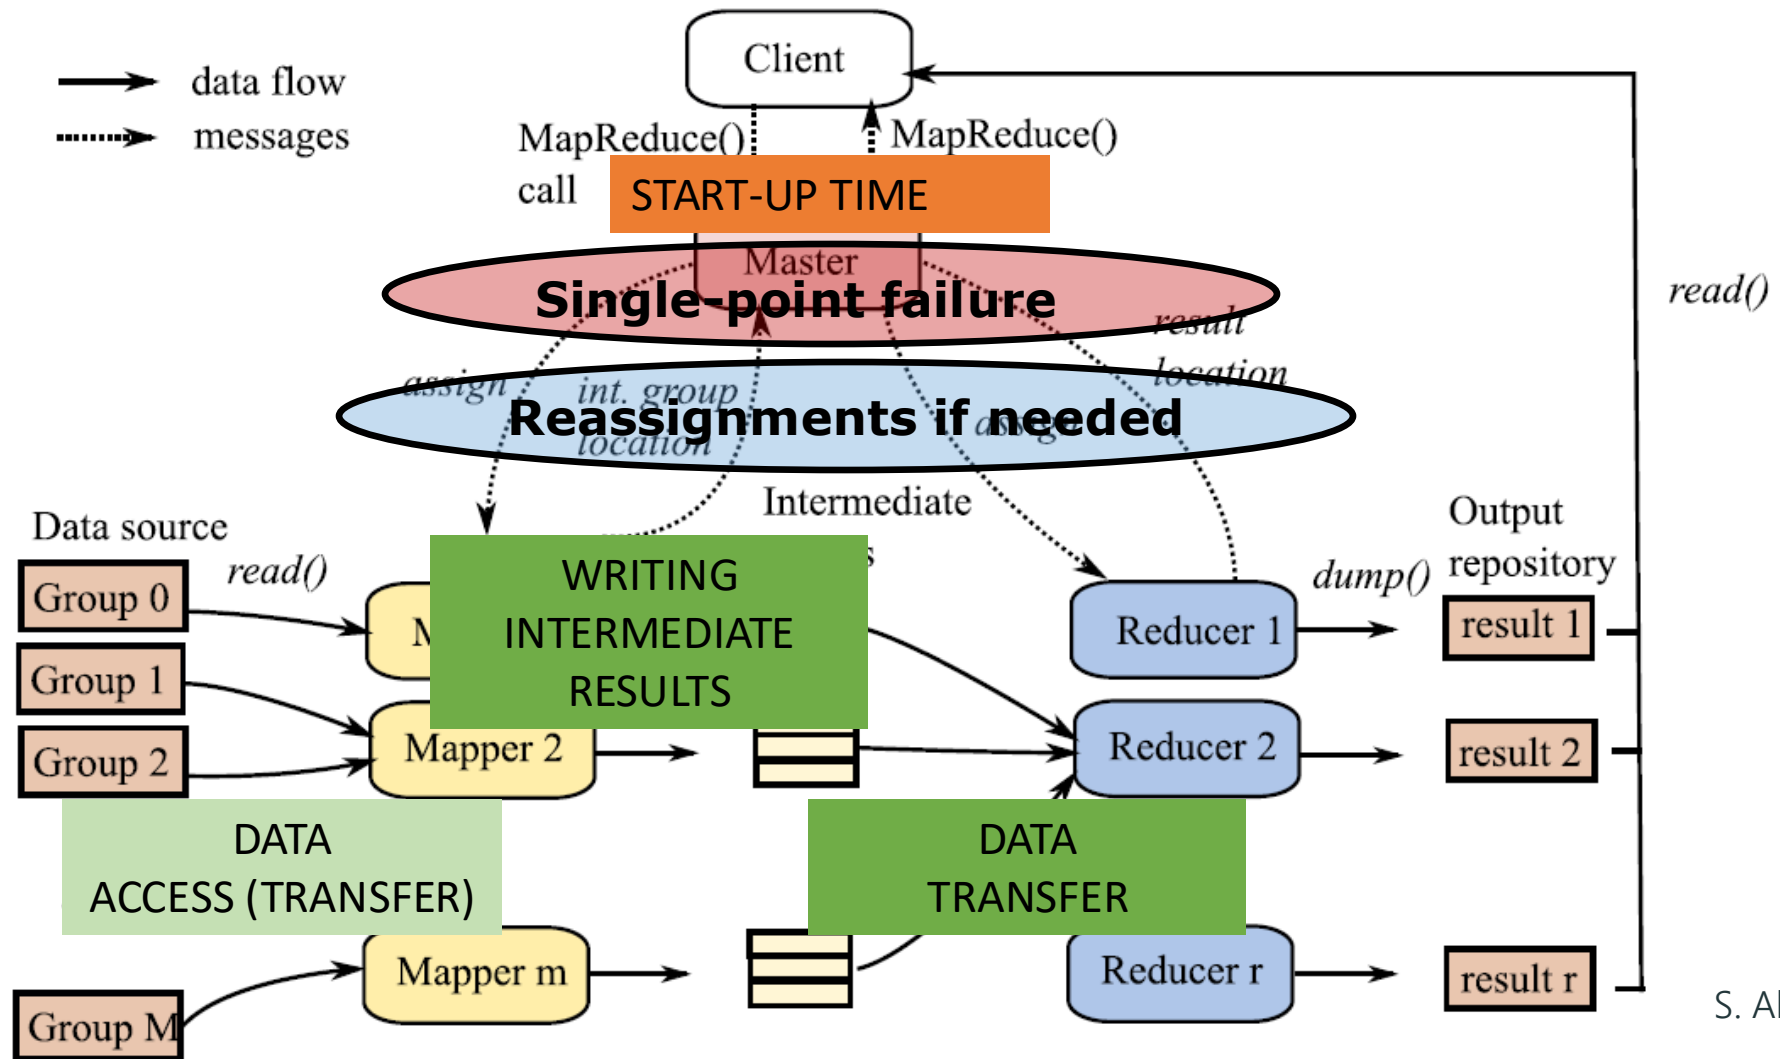 Client
data flow
messages
MapReduce()
call
MapReduce()
START-UP TIME
Master
Single-point failure
read()
result
location
assign
int. group
location
assign
Reassignments if needed
Intermediate
Data source
Output
repository
read()
dump()
WRITING
INTERMEDIATE
RESULTS
Group 0
Reducer 1
result 1
Group 1
Group 2
Mapper 2
Reducer 2
result 2
DATA
ACCESS (TRANSFER)
DATA
TRANSFER
Mapper m
Reducer r
result r
Group M
S.